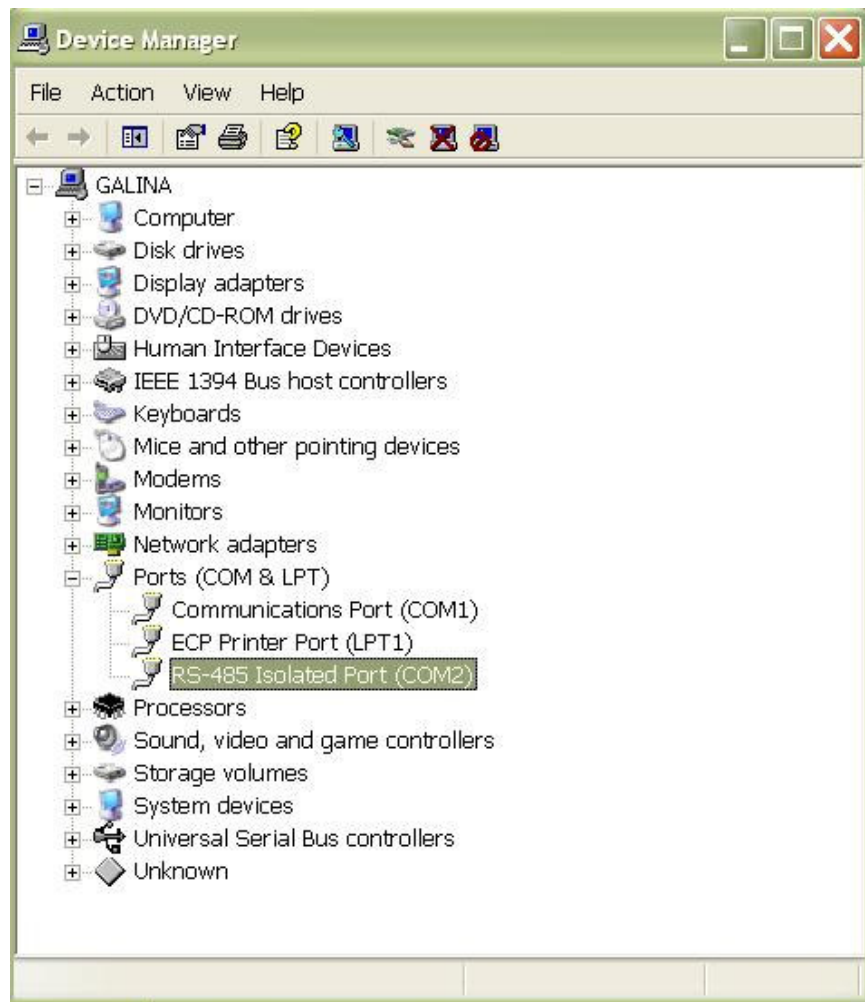 Device Manager
File Action View Help
GALINA
Computer
Disk drives
Display adapters
DVD/CD-ROM drives
Human Interface Devices
IEEE 1394 Bus host controllers
Keyboards
Mice and other pointing devices
Modems
Monitors
Network adapters
Ports (COM & LPT)
Communications Port (COM1)
ECP Printer Port (LPT1)
RS-485 Isolated Port (COM2)
Processors
Sound, video and game controllers
Storage volumes
System devices
Universal Serial Bus controllers
Unknown